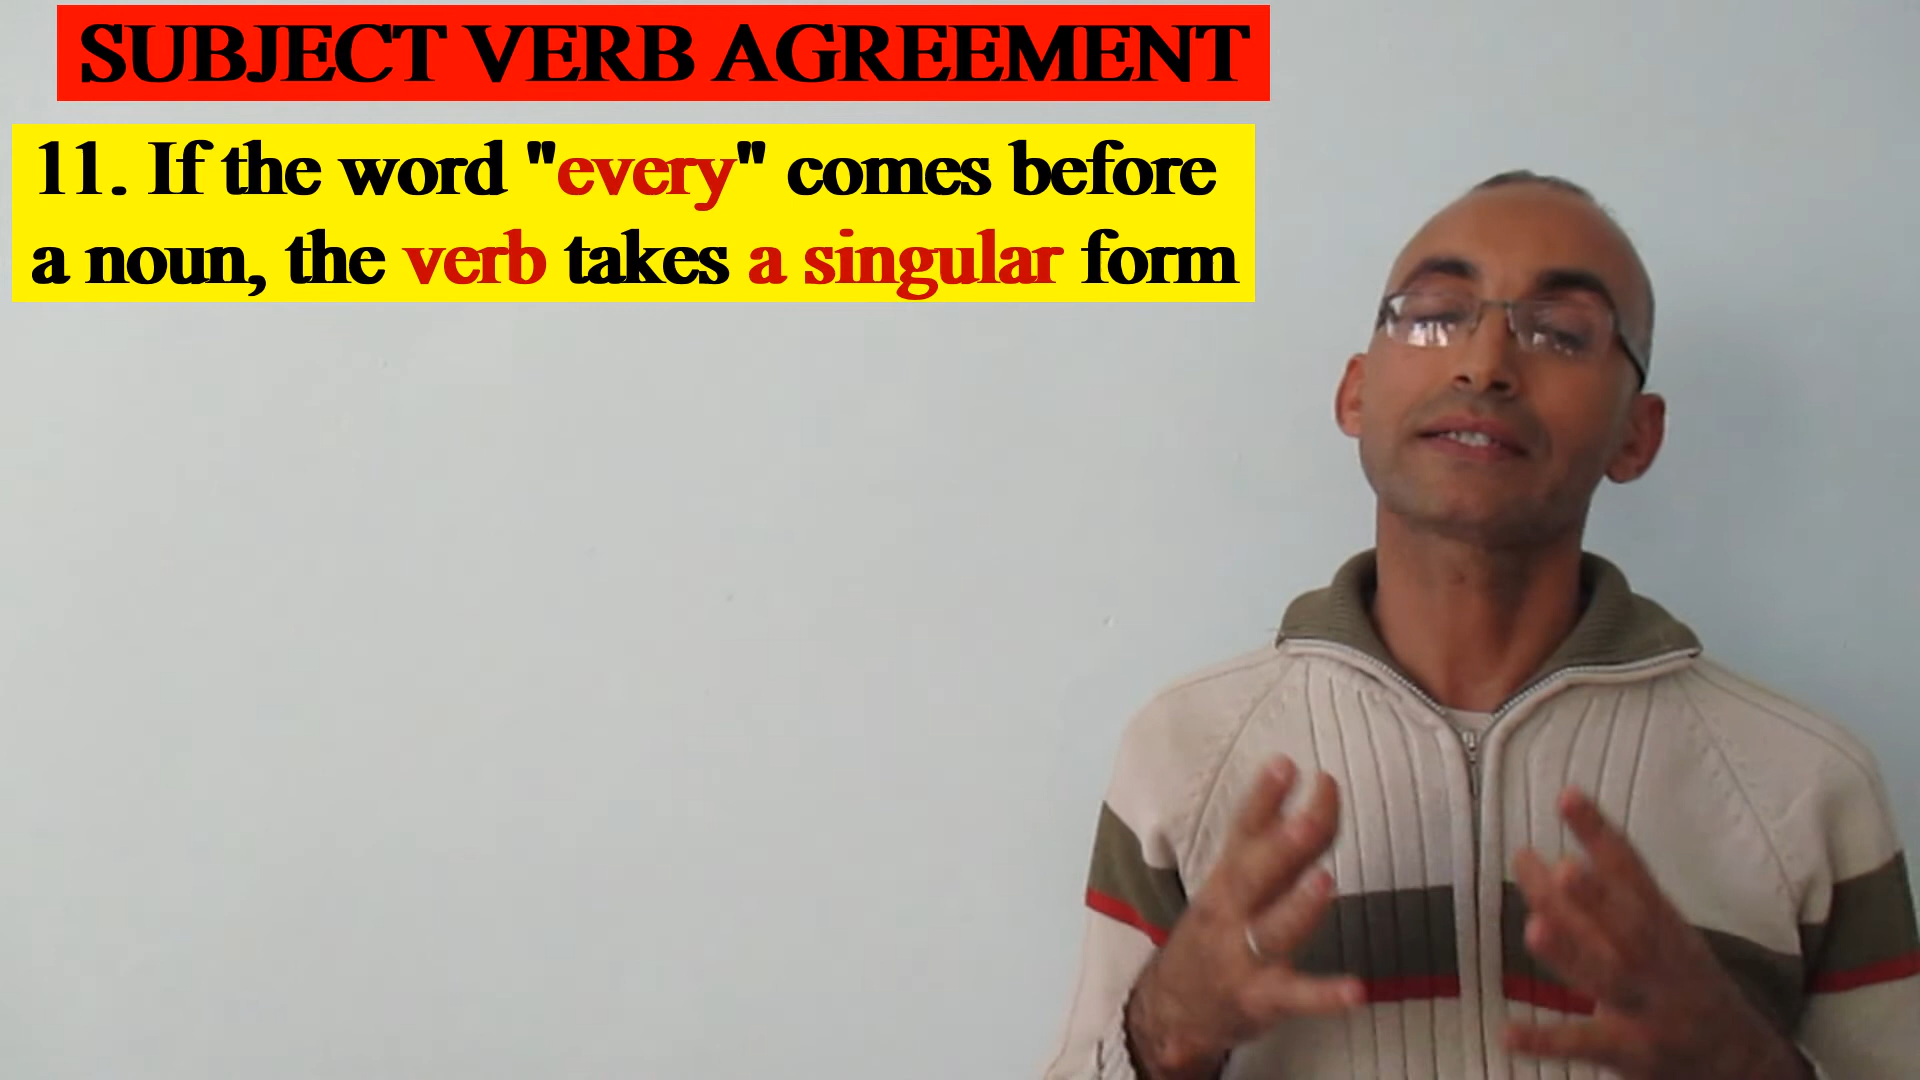 SUBJECT VERB AGREEMENT
11. If the word "every" comes before
a noun, the verb takes a singular form